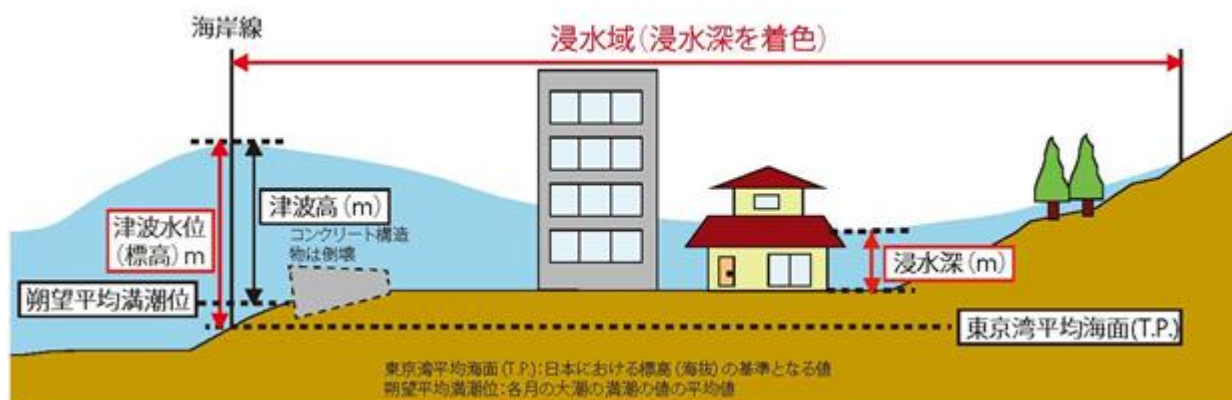 海岸線
浸水域(浸水深を着色)
津波水位
(標高)m
津波高(m)
コンクリート構造
物は倒壊
浸水深(m)
朔望平均満潮位
東京湾平均海面(T.P.)
東京湾平均海面(T.P.):日本における標高(海抜)の基準となる値
朔望平均満潮位:各月の大潮の満潮の値の平均値